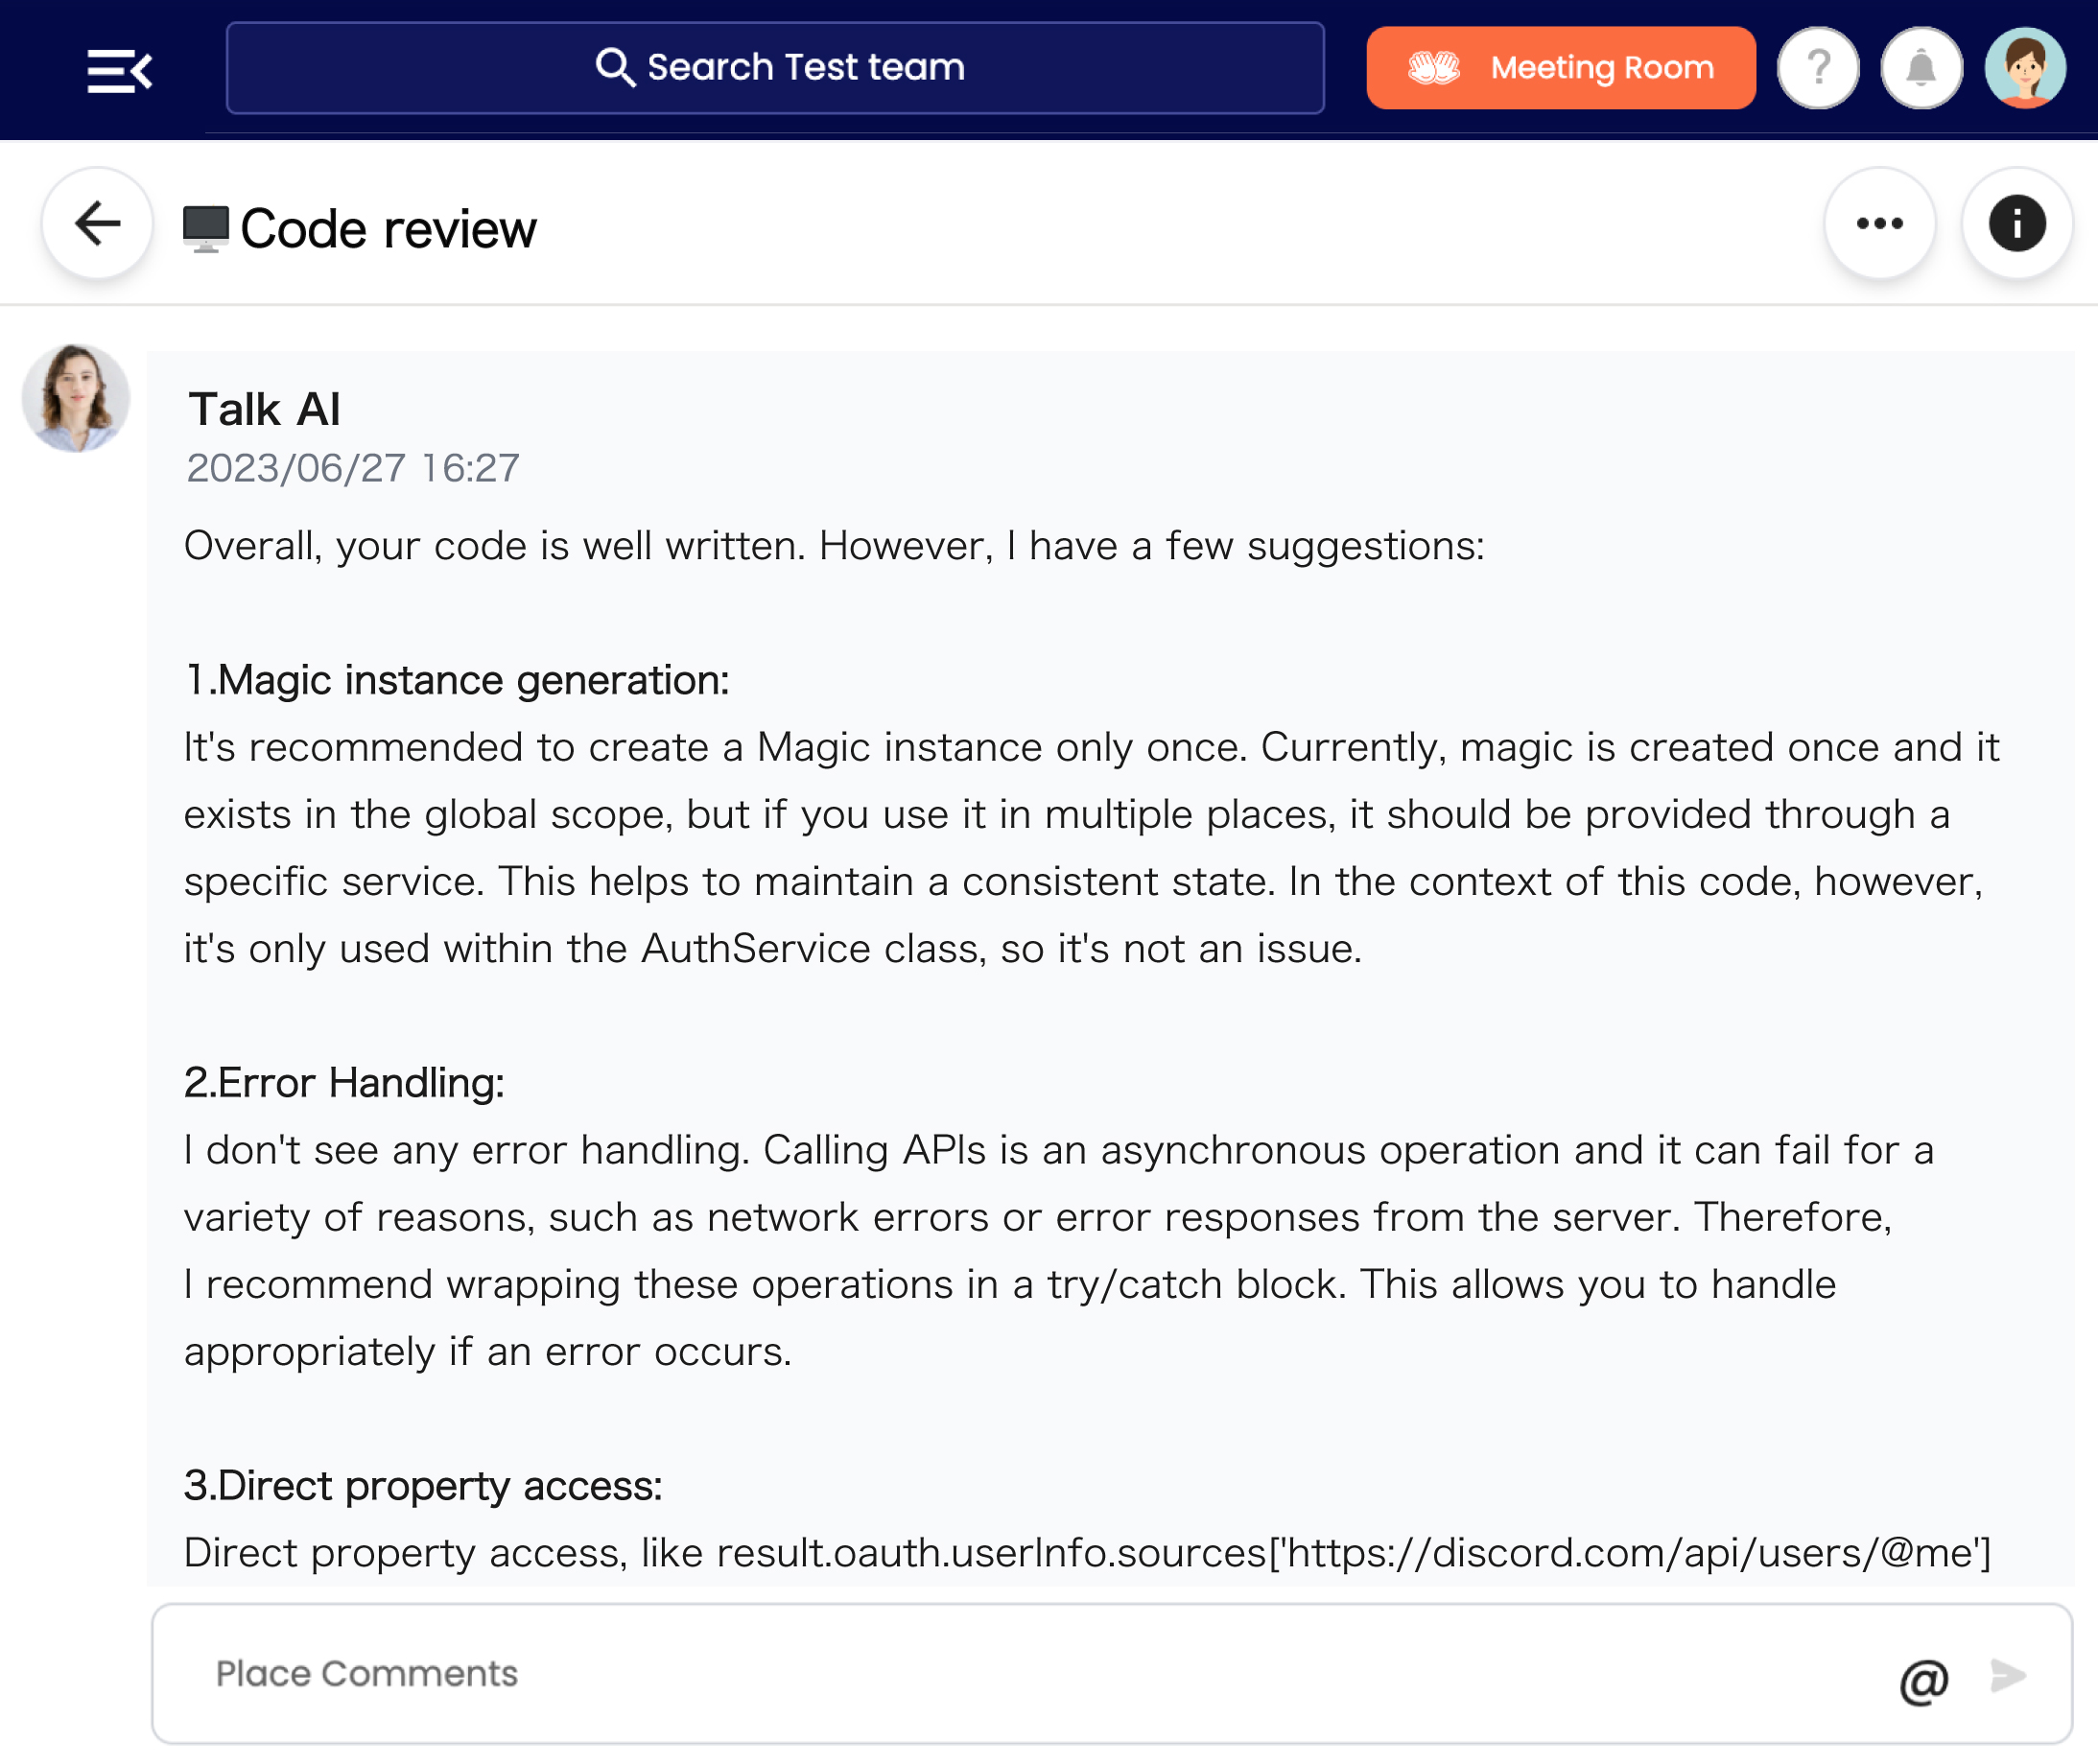 Search Test team
Meeting Room
?
Code review
Talk AI
2023/06/27 16:27
Overall, your code is well written. However, I have a few suggestions:
1.Magic instance generation:
It's recommended to create a Magic instance only once. Currently, magic is created once and it
exists in the global scope, but if you use it in multiple places, it should be provided through a
specific service. This helps to maintain a consistent state. In the context of this code, however,
it's only used within the AuthService class, so it's not an issue.
2.Error Handling:
I don't see any error handling. Calling APIs is an asynchronous operation and it can fail for a
variety of reasons, such as network errors or error responses from the server. Therefore,
I recommend wrapping these operations in a try/catch block. This allows you to handle
appropriately if an error occurs.
3.Direct property access:
Direct property access, like result.oauth.userInfo.sources['https://discord.com/api/users/@me']
Place Comments
@